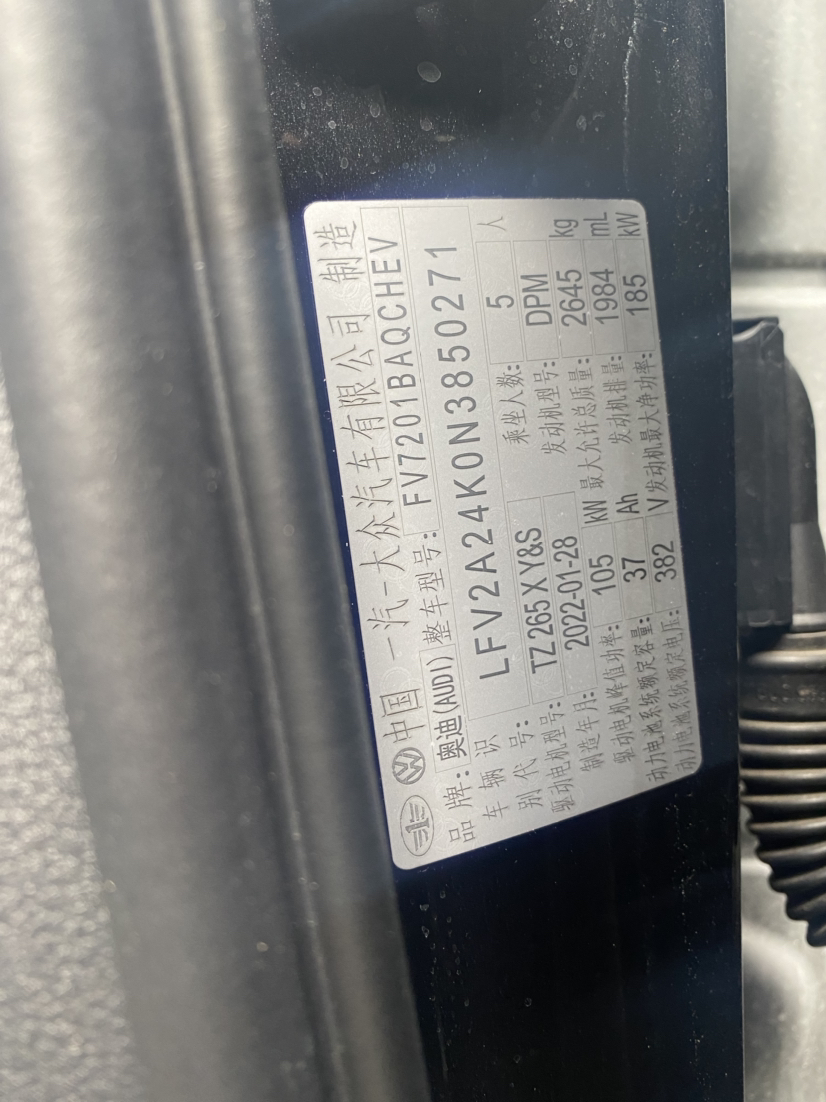 中国 一汽-大众汽车有限公司 制造
品牌: 奥迪(AUDI) 整车型号: FV7201BAQCHEV
车辆识别代号: LFV2A24K0N3850271
驱动电机型号: TZ 265 X Y&S 乘坐人数: 5 人
制造年月: 2022-01-28 发动机型号: DPM
驱动电机峰值功率: 105 kW 最大允许总质量: 2645 kg
动力电池系统额定容量: 37 Ah 发动机排量: 1984 mL
动力电池系统额定电压: 382 V 发动机最大净功率: 185 kW